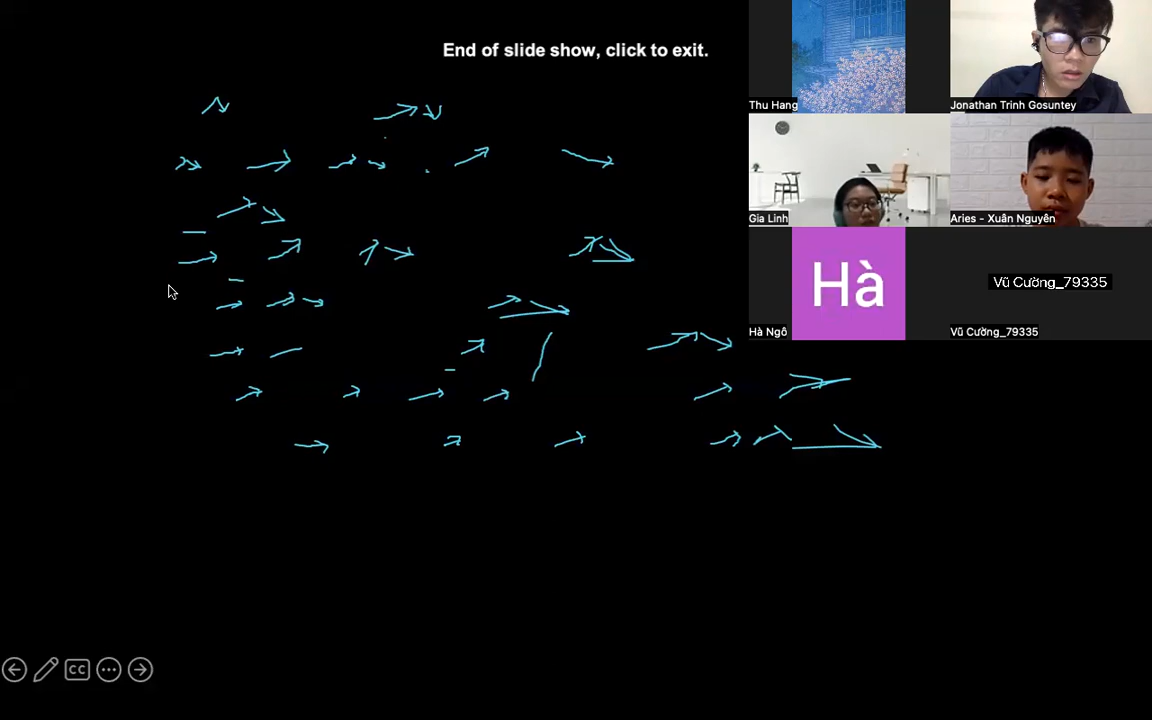 End of slide show, click to exit.
Thu Hang
Jonathan Trinh Gosuntey
Gia Linh
Aries - Xuân Nguyên
Hà
Hà Ngô
Vũ Cường_79335
Vũ Cường_79335
CC